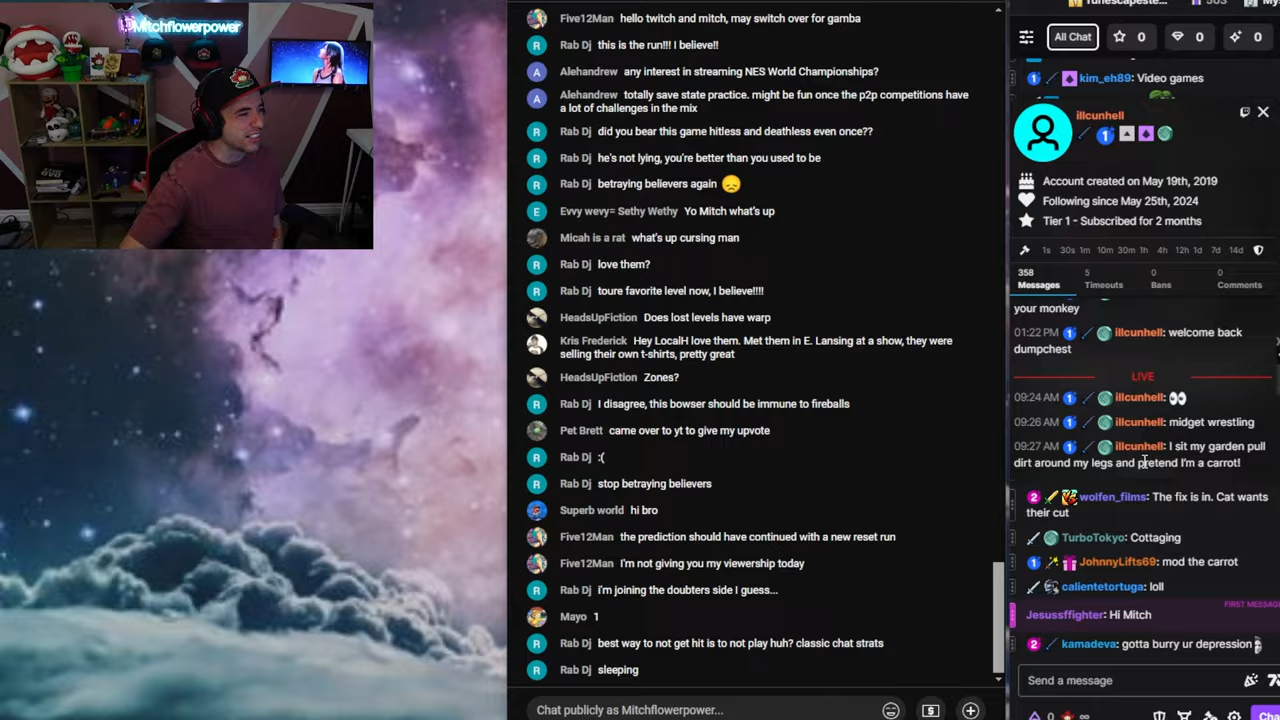 Mitchflowerpower
Five12Man hello twitch and mitch, may switch over for gamba
R Rab Dj this is the run!!! I believe!!
A Alehandrew any interest in streaming NES World Championships?
A Alehandrew totally save state practice. might be fun once the p2p competitions have
a lot of challenges in the mix
R Rab Dj did you bear this game hitless and deathless even once??
R Rab Dj he's not lying, you're better than you used to be
R Rab Dj betraying believers again 😞
E Evvy wevy= Sethy Wethy Yo Mitch what's up
Micah is a rat what's up cursing man
R Rab Dj love them?
R Rab Dj toure favorite level now, I believe!!!!
HeadsUpFiction Does lost levels have warp
Kris Frederick Hey LocalH love them. Met them in E. Lansing at a show, they were
selling their own t-shirts, pretty great
HeadsUpFiction Zones?
R Rab Dj I disagree, this bowser should be immune to fireballs
Pet Brett came over to yt to give my upvote
R Rab Dj :(
R Rab Dj stop betraying believers
Superb world hi bro
Five12Man the prediction should have continued with a new reset run
Five12Man I'm not giving you my viewership today
R Rab Dj i'm joining the doubters side I guess...
Mayo 1
R Rab Dj best way to not get hit is to not play huh? classic chat strats
R Rab Dj sleeping
Chat publicly as Mitchflowerpower...
All Chat 0 0 0
1 kim_eh89: Video games
illcunhell
1
Account created on May 19th, 2019
Following since May 25th, 2024
Tier 1 - Subscribed for 2 months
1s 30s 1m 10m 30m 1h 4h 12h 1d 7d 14d
358 5 0 0
Messages Timeouts Bans Comments
your monkey
01:22 PM 1 illcunhell: welcome back
dumpchest
LIVE
09:24 AM 1 illcunhell: 👀
09:26 AM 1 illcunhell: midget wrestling
09:27 AM 1 illcunhell: I sit my garden pull
dirt around my legs and pretend I'm a carrot!
2 wolfen_films: The fix is in. Cat wants
their cut
TurboTokyo: Cottaging
1 JohnnyLifts69: mod the carrot
calientetortuga: loll
FIRST MESSAG
Jesussffighter: Hi Mitch
2 kamadeva: gotta burry ur depression
Send a message
0 ∞